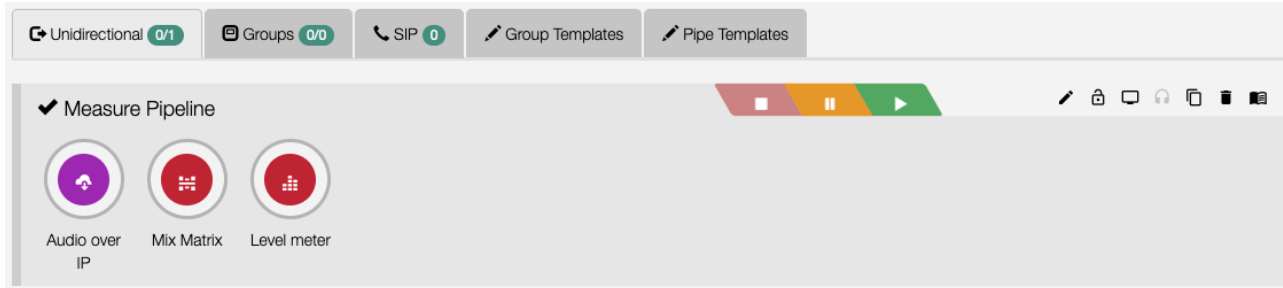 Unidirectional 0/1 Groups 0/0 SIP 0 Group Templates Pipe Templates
Measure Pipeline
Audio over Mix Matrix Level meter
IP